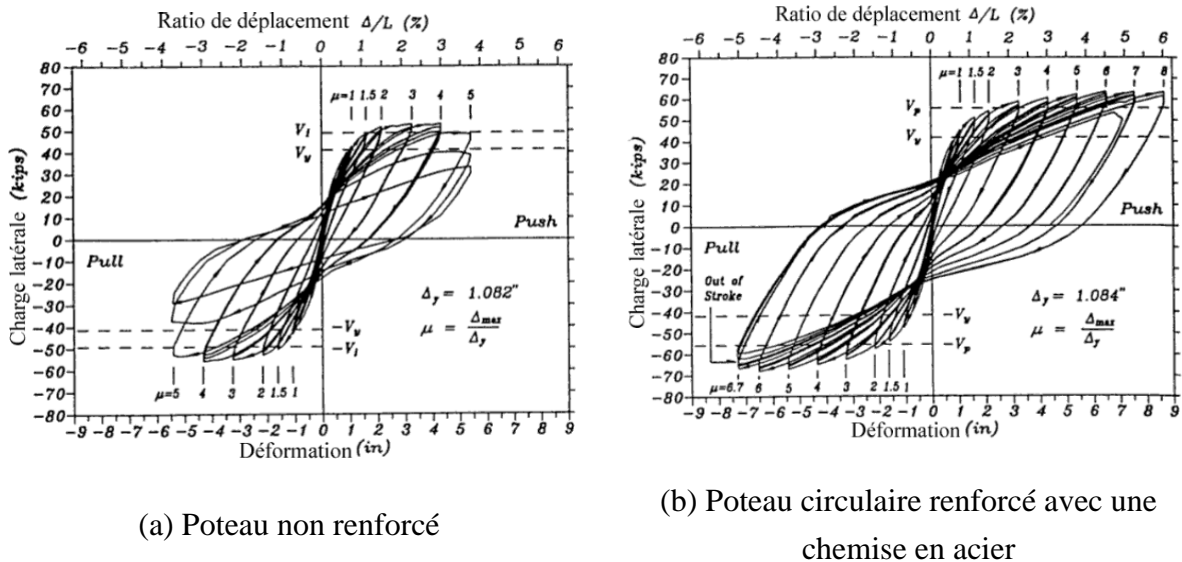 Ratio de déplacement Δ/L (%)
-6 -5 -4 -3 -2 -1 0 1 2 3 4 5 6
80
70
60
50
40
30
20
10
0
-10
-20
-30
-40
-50
-60
-70
-80
Charge latérale (kips)
μ=1 1.5 2 3 4 5
V_i
V_y
Push
Pull
Δ_y = 1.082"
μ = Δ_max/Δ_y
-V_y
-V_i
μ=5 4 3 2 1.5 1
-9 -8 -7 -6 -5 -4 -3 -2 -1 0 1 2 3 4 5 6 7 8 9
Déformation (in)
(a) Poteau non renforcé
Ratio de déplacement Δ/L (%)
-6 -5 -4 -3 -2 -1 0 1 2 3 4 5 6
80
70
60
50
40
30
20
10
0
-10
-20
-30
-40
-50
-60
-70
-80
Charge latérale (kips)
μ=1 1.5 2 3 4 5 6 7 8
V_p
V_y
Push
Pull
Out of
Stroke
Δ_y = 1.084"
μ = Δ_max/Δ_y
-V_y
-V_p
μ=6.7 6 5 4 3 2 1.5 1
-9 -8 -7 -6 -5 -4 -3 -2 -1 0 1 2 3 4 5 6 7 8 9
Déformation (in)
(b) Poteau circulaire renforcé avec une
chemise en acier